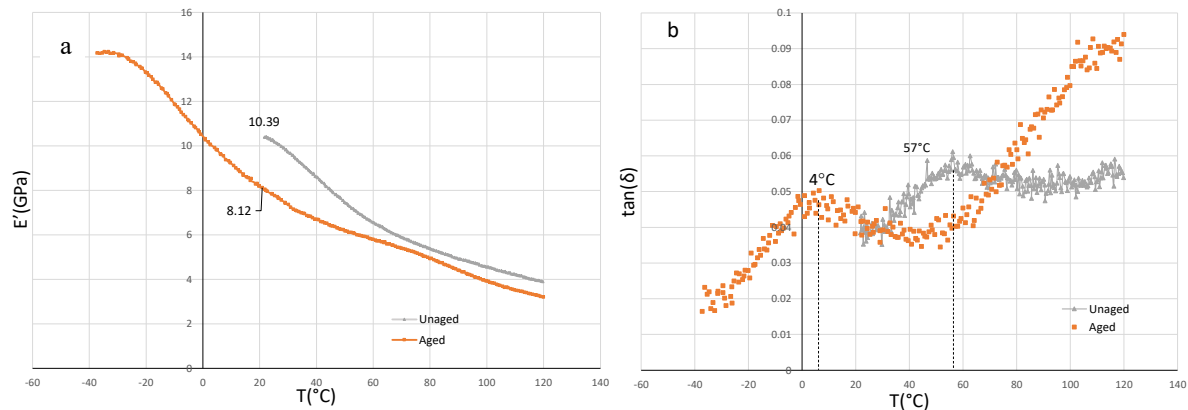 a
16
14
12
10
8
6
4
2
0
10.39
8.12
E′(GPa)
Unaged
Aged
-60 -40 -20 0 20 40 60 80 100 120 140
T(°C)
b
0.1
0.09
0.08
0.07
0.06
0.05
0.04
0.03
0.02
0.01
0
57°C
4°C
tan(δ)
Unaged
Aged
-60 -40 -20 0 20 40 60 80 100 120 140
T(°C)